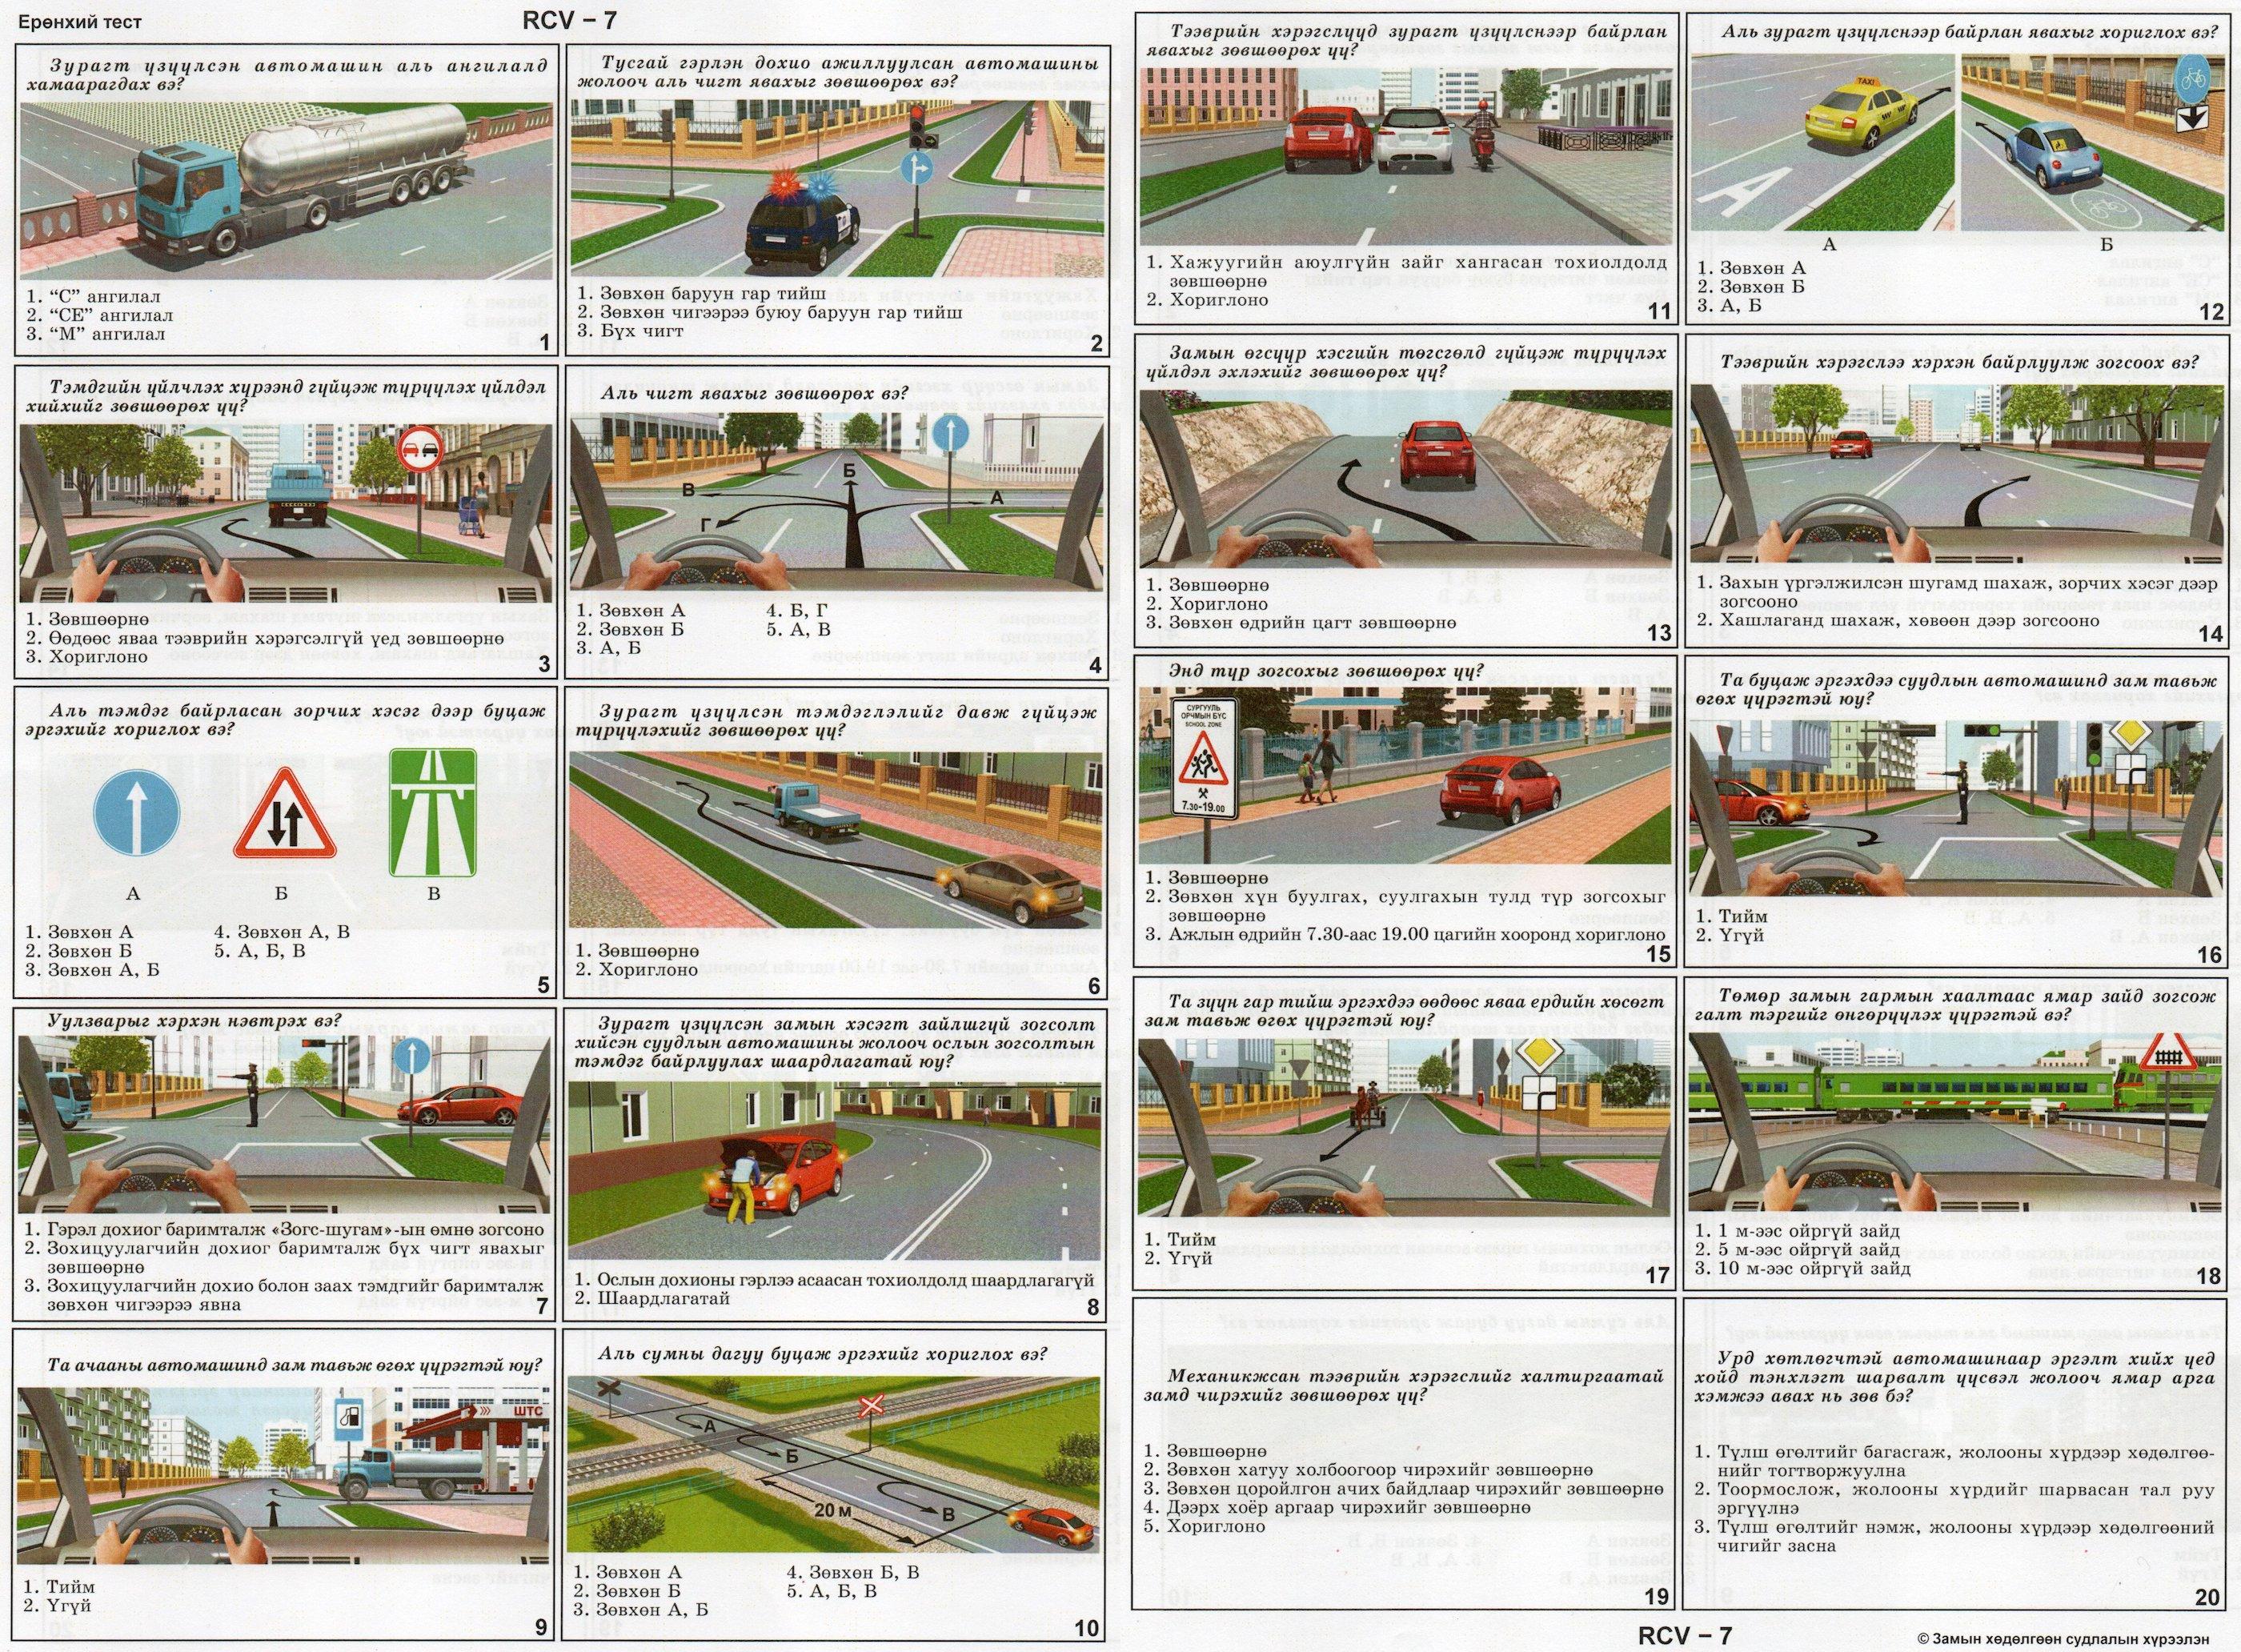 Ерөнхий тест
RCV – 7
Зурагт үзүүлсэн автомашин аль ангилалд
хамаарагдах вэ?
1. “C” ангилал
2. “CE” ангилал
3. “M” ангилал
1
Тусгай гэрлэн дохио ажиллуулсан автомашины
жолооч аль чигт явахыг зөвшөөрөх вэ?
1. Зөвхөн баруун гар тийш
2. Зөвхөн чигээрээ буюу баруун гар тийш
3. Бүх чигт
2
Тэмдгийн үйлчлэх хүрээнд гүйцэж түрүүлэх үйлдэл
хийхийг зөвшөөрөх үү?
1. Зөвшөөрнө
2. Өөдөөс яваа тээврийн хэрэгсэлгүй үед зөвшөөрнө
3. Хориглоно
3
Аль чигт явахыг зөвшөөрөх вэ?
Б
В
А
Г
1. Зөвхөн А
4. Б, Г
2. Зөвхөн Б
5. А, В
3. А, Б
4
Аль тэмдэг байрласан зорчих хэсэг дээр буцаж
эргэхийг хориглох вэ?
А
Б
В
1. Зөвхөн А
4. Зөвхөн А, В
2. Зөвхөн Б
5. А, Б, В
3. Зөвхөн А, Б
5
Зурагт үзүүлсэн тэмдэглэлийг давж гүйцэж
түрүүлэхийг зөвшөөрөх үү?
1. Зөвшөөрнө
2. Хориглоно
6
Уулзварыг хэрхэн нэвтрэх вэ?
1. Гэрэл дохиог баримталж «Зогс-шугам»-ын өмнө зогсоно
2. Зохицуулагчийн дохиог баримталж бүх чигт явахыг
зөвшөөрнө
3. Зохицуулагчийн дохио болон заах тэмдгийг баримталж
зөвхөн чигээрээ явна
7
Зурагт үзүүлсэн замын хэсэгт зайлшгүй зогсолт
хийсэн суудлын автомашины жолооч ослын зогсолтын
тэмдэг байрлуулах шаардлагатай юу?
1. Ослын дохионы гэрлээ асаасан тохиолдолд шаардлагагүй
2. Шаардлагатай
8
Та ачааны автомашинд зам тавьж өгөх үүрэгтэй юу?
ШТС
1. Тийм
2. Үгүй
9
Аль сумны дагуу буцаж эргэхийг хориглох вэ?
А
Б
20 м
В
1. Зөвхөн А
4. Зөвхөн Б, В
2. Зөвхөн Б
5. А, Б, В
3. Зөвхөн А, Б
10
Тээврийн хэрэгслүүд зурагт үзүүлснээр байрлан
явахыг зөвшөөрөх үү?
1. Хажуугийн аюулгүйн зайг хангасан тохиолдолд
зөвшөөрнө
2. Хориглоно
11
Аль зурагт үзүүлснээр байрлан явахыг хориглох вэ?
TAXI
А
А
Б
1. Зөвхөн А
2. Зөвхөн Б
3. А, Б
12
Замын өгсүүр хэсгийн төгсгөлд гүйцэж түрүүлэх
үйлдэл эхлэхийг зөвшөөрөх үү?
1. Зөвшөөрнө
2. Хориглоно
3. Зөвхөн өдрийн цагт зөвшөөрнө
13
Тээврийн хэрэгслээ хэрхэн байрлуулж зогсоох вэ?
1. Захын үргэлжилсэн шугамд шахаж, зорчих хэсэг дээр
зогсооно
2. Хашлаганд шахаж, хөвөөн дээр зогсооно
14
Энд түр зогсохыг зөвшөөрөх үү?
СУРГУУЛЬ
ОРЧМЫН БҮС
SCHOOL ZONE
7.30-19.00
1. Зөвшөөрнө
2. Зөвхөн хүн буулгах, суулгахын тулд түр зогсохыг
зөвшөөрнө
3. Ажлын өдрийн 7.30-аас 19.00 цагийн хооронд хориглоно
15
Та буцаж эргэхдээ суудлын автомашинд зам тавьж
өгөх үүрэгтэй юу?
1. Тийм
2. Үгүй
16
Та зүүн гар тийш эргэхдээ өөдөөс яваа ердийн хөсөгт
зам тавьж өгөх үүрэгтэй юу?
1. Тийм
2. Үгүй
17
Төмөр замын гармын хаалтаас ямар зайд зогсож
галт тэргийг өнгөрүүлэх үүрэгтэй вэ?
1. 1 м-ээс ойргүй зайд
2. 5 м-ээс ойргүй зайд
3. 10 м-ээс ойргүй зайд
18
Механикжсан тээврийн хэрэгслийг халтиргаатай
замд чирэхийг зөвшөөрөх үү?
1. Зөвшөөрнө
2. Зөвхөн хатуу холбоогоор чирэхийг зөвшөөрнө
3. Зөвхөн цоройлгон ачих байдлаар чирэхийг зөвшөөрнө
4. Дээрх хоёр аргаар чирэхийг зөвшөөрнө
5. Хориглоно
19
Урд хөтлөгчтэй автомашинаар эргэлт хийх үед
хойд тэнхлэгт шарвалт үүсвэл жолооч ямар арга
хэмжээ авах нь зөв бэ?
1. Түлш өгөлтийг багасгаж, жолооны хүрдээр хөдөлгөө-
нийг тогтворжуулна
2. Тоормослож, жолооны хүрдийг шарвасан тал руу
эргүүлнэ
3. Түлш өгөлтийг нэмж, жолооны хүрдээр хөдөлгөөний
чигийг засна
20
RCV – 7
© Замын хөдөлгөөн судлалын хүрээлэн